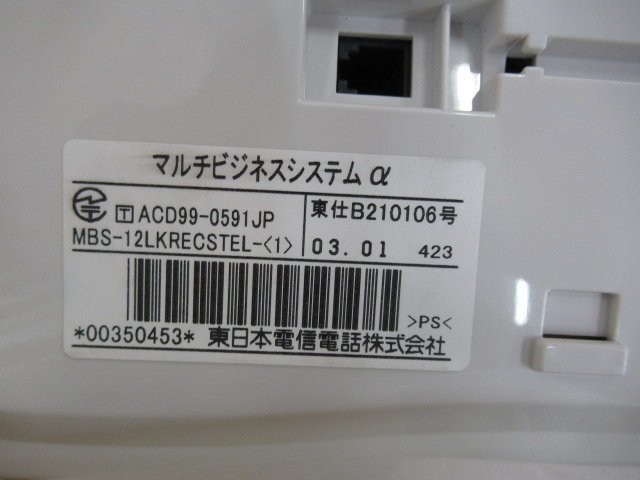 マルチビジネスシステムα
T ACD99-0591JP
東仕B210106号
MBS-12LKRECSTEL-<1>
03.01 423
>PS<
*00350453* 東日本電信電話株式会社